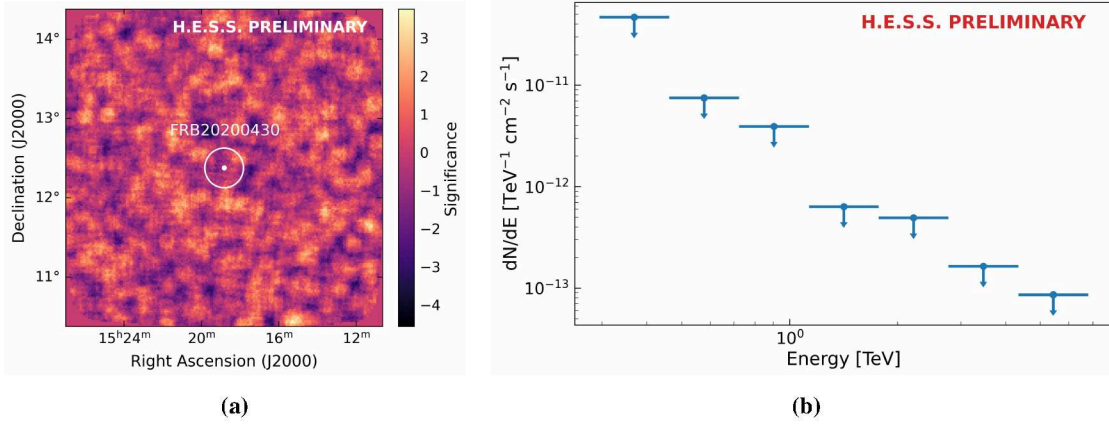 H.E.S.S. PRELIMINARY
FRB20200430
14°
13°
12°
11°
Declination (J2000)
15ʰ24ᵐ 20ᵐ 16ᵐ 12ᵐ
Right Ascension (J2000)
3
2
1
0
−1
−2
−3
−4
Significance
(a)
H.E.S.S. PRELIMINARY
10⁻¹¹
10⁻¹²
10⁻¹³
dN/dE [TeV⁻¹ cm⁻² s⁻¹]
10⁰
Energy [TeV]
(b)